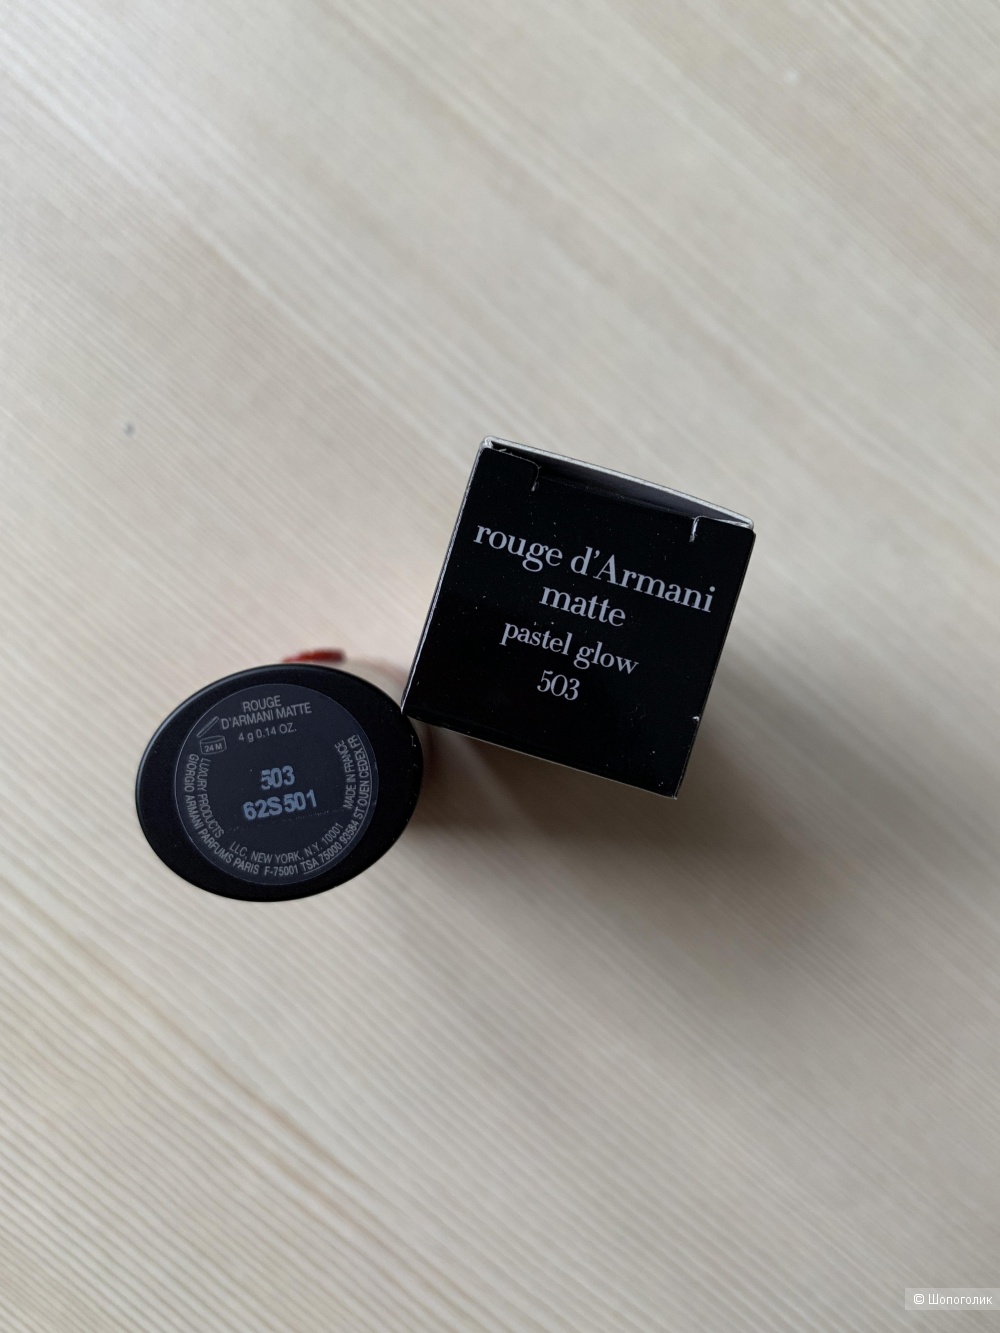 rouge d'Armani
matte
pastel glow
503
ROUGE
D'ARMANI MATTE
4 g 0.14 OZ.
24 M
503
62S501
LUXURY PRODUCTS LLC, NEW YORK, N.Y. 10001 MADE IN FRANCE
GIORGIO ARMANI PARFUMS PARIS F-75001 TSA 75000 93584 ST OUEN CEDEX FR
© Шопоголик